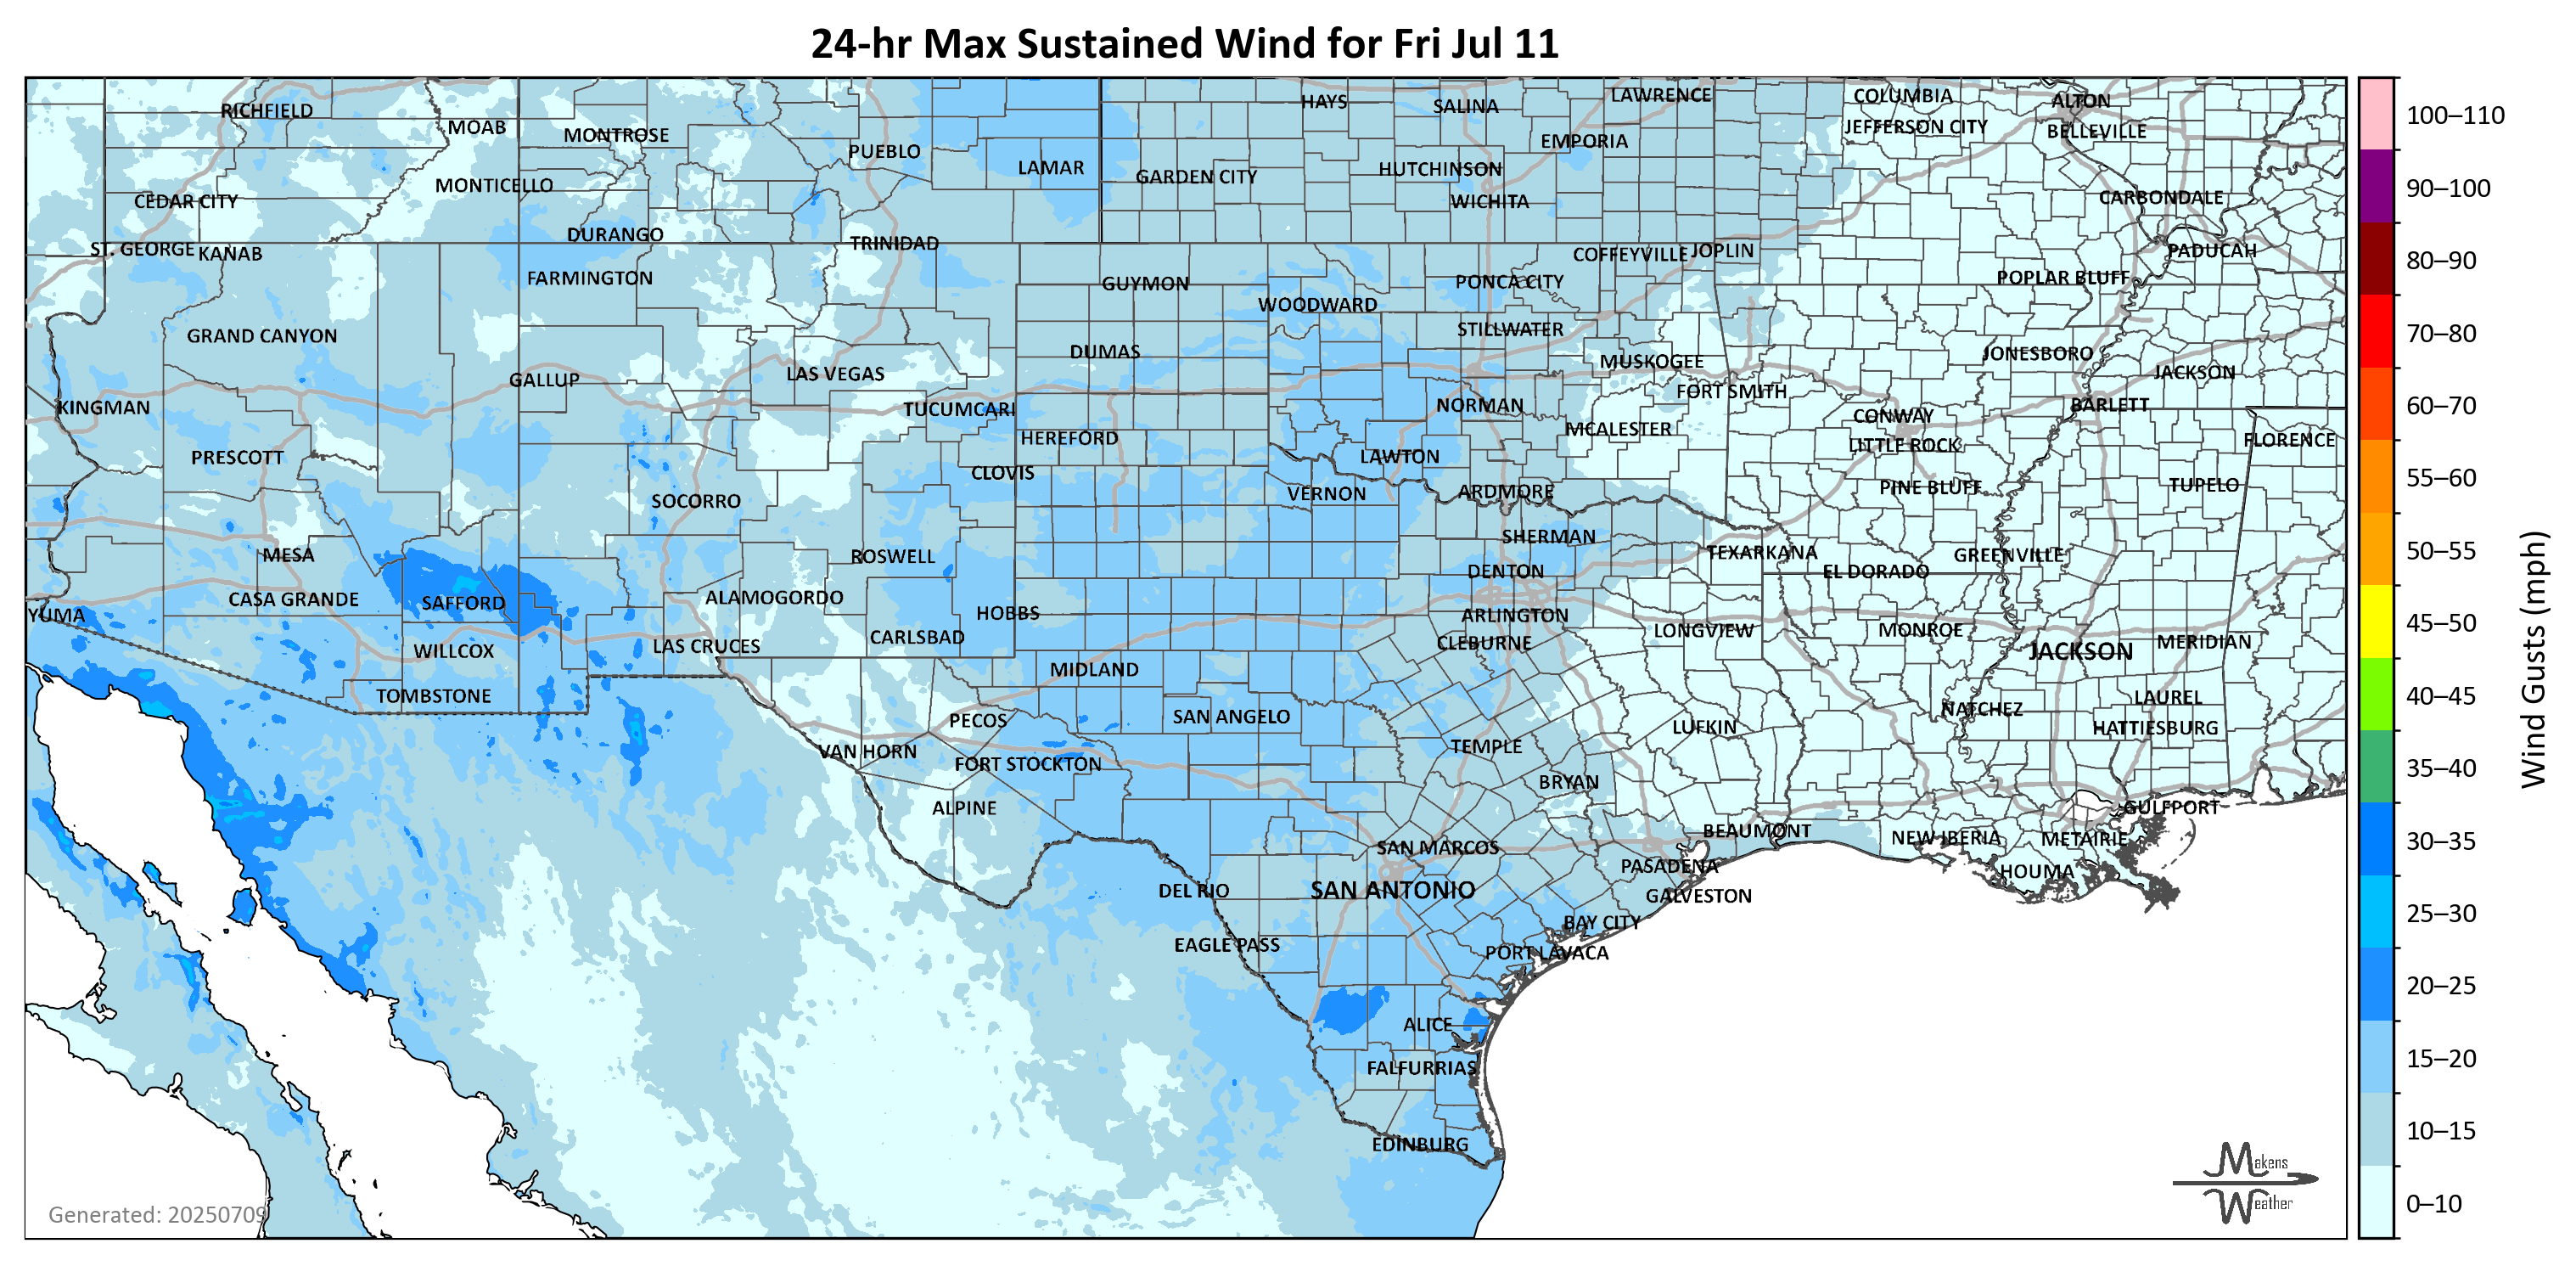 24-hr Max Sustained Wind for Fri Jul 11
RICHFIELD
MOAB
MONTROSE
PUEBLO
LAMAR
HAYS
SALINA
LAWRENCE
COLUMBIA
ALTON
GARDEN CITY
HUTCHINSON
EMPORIA
JEFFERSON CITY
BELLEVILLE
CEDAR CITY
MONTICELLO
WICHITA
CARBONDALE
ST. GEORGE
KANAB
DURANGO
TRINIDAD
COFFEYVILLE
JOPLIN
PADUCAH
FARMINGTON
GUYMON
WOODWARD
PONCA CITY
POPLAR BLUFF
GRAND CANYON
DUMAS
STILLWATER
MUSKOGEE
JONESBORO
GALLUP
LAS VEGAS
FORT SMITH
JACKSON
KINGMAN
TUCUMCARI
NORMAN
CONWAY
BARLETT
PRESCOTT
HEREFORD
MCALESTER
LITTLE ROCK
FLORENCE
CLOVIS
LAWTON
SOCORRO
VERNON
ARDMORE
PINE BLUFF
TUPELO
MESA
ROSWELL
SHERMAN
TEXARKANA
GREENVILLE
CASA GRANDE
SAFFORD
ALAMOGORDO
DENTON
EL DORADO
YUMA
HOBBS
ARLINGTON
WILLCOX
LAS CRUCES
CARLSBAD
CLEBURNE
LONGVIEW
MONROE
JACKSON
MERIDIAN
TOMBSTONE
MIDLAND
LAUREL
PECOS
SAN ANGELO
LUFKIN
NATCHEZ
HATTIESBURG
VAN HORN
FORT STOCKTON
TEMPLE
BRYAN
ALPINE
GULFPORT
SAN MARCOS
BEAUMONT
NEW IBERIA
METAIRIE
DEL RIO
SAN ANTONIO
PASADENA
GALVESTON
HOUMA
EAGLE PASS
BAY CITY
PORT LAVACA
ALICE
FALFURRIAS
EDINBURG
Generated: 20250709
Makens
Weather
100–110
90–100
80–90
70–80
60–70
55–60
50–55
45–50
40–45
35–40
30–35
25–30
20–25
15–20
10–15
0–10
Wind Gusts (mph)